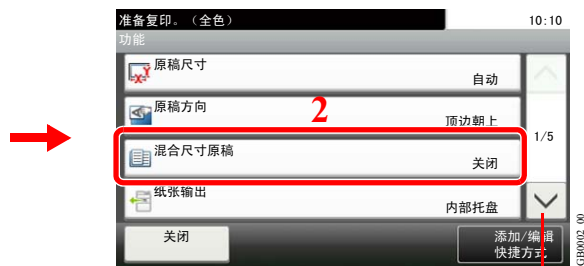 准备复印。（全色）
10:10
功能
原稿尺寸
自动
原稿方向
顶边朝上
2
1/5
混合尺寸原稿
关闭
纸张输出
内部托盘
关闭
添加/编辑
快捷方式
GB0002_00